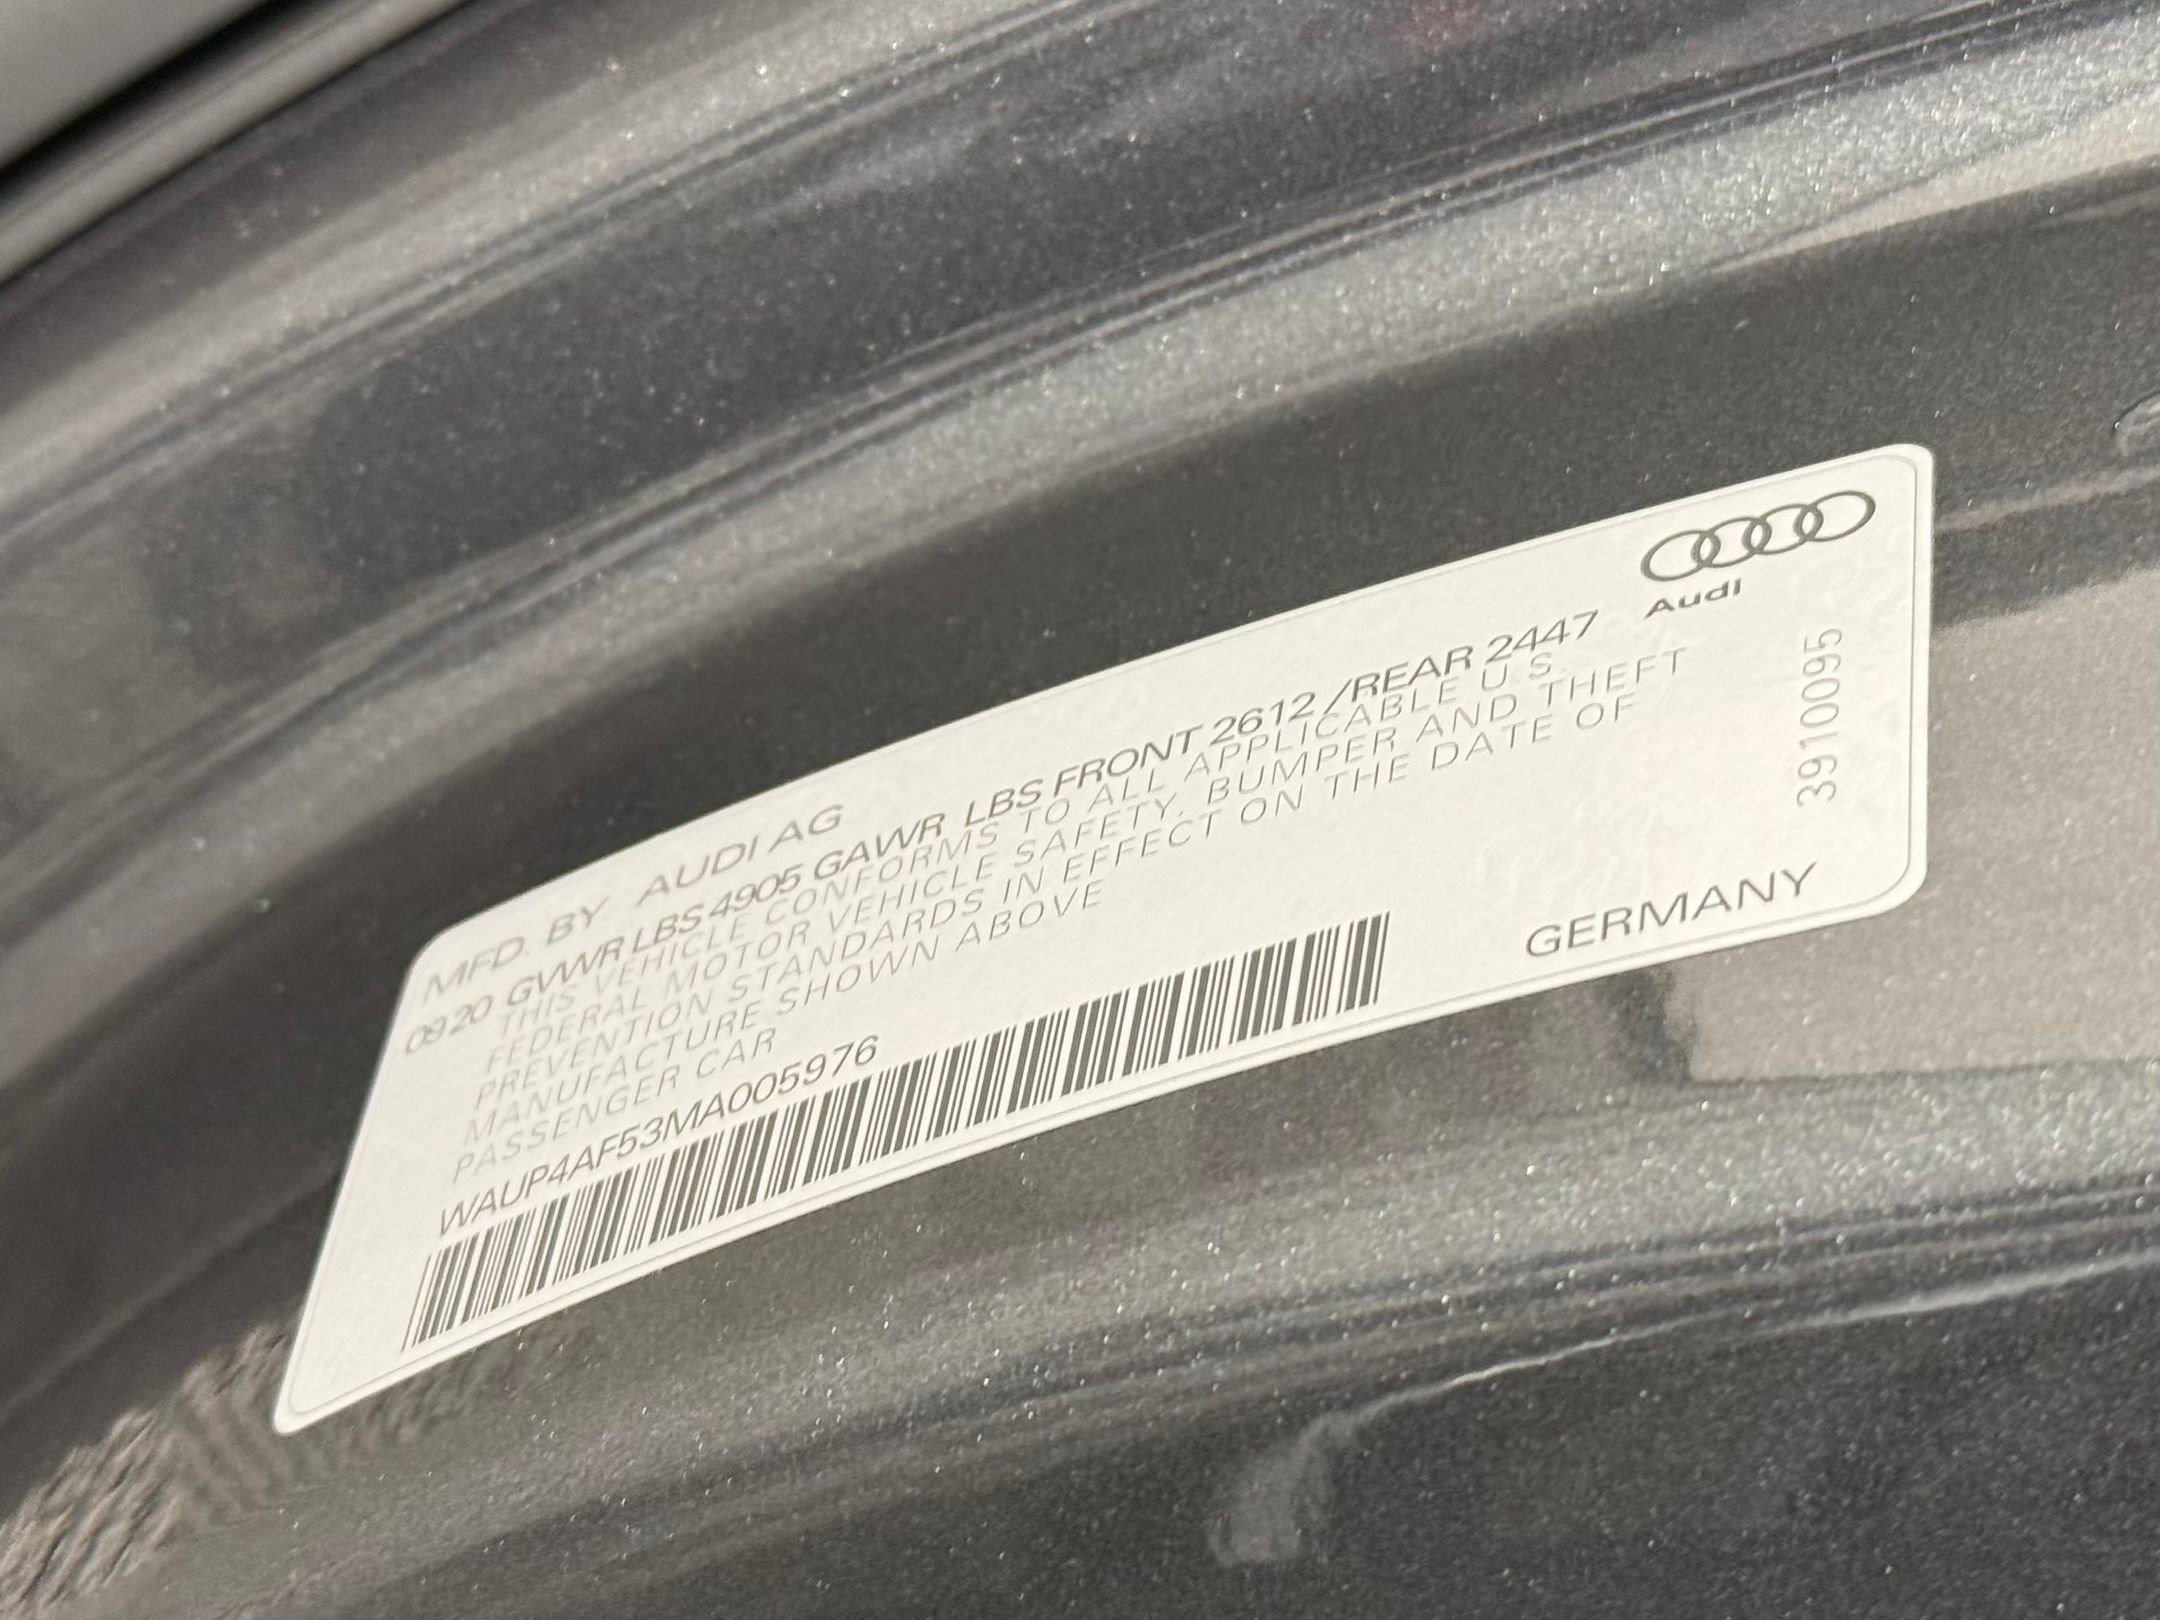 MFD. BY AUDI AG
0920 GVWR LBS 4905 GAWR LBS FRONT 2612 /REAR 2447
THIS VEHICLE CONFORMS TO ALL APPLICABLE U.S.
FEDERAL MOTOR VEHICLE SAFETY, BUMPER AND THEFT
PREVENTION STANDARDS IN EFFECT ON THE DATE OF
MANUFACTURE SHOWN ABOVE
PASSENGER CAR
WAUP4AF53MA005976
GERMANY
Audi
3910095